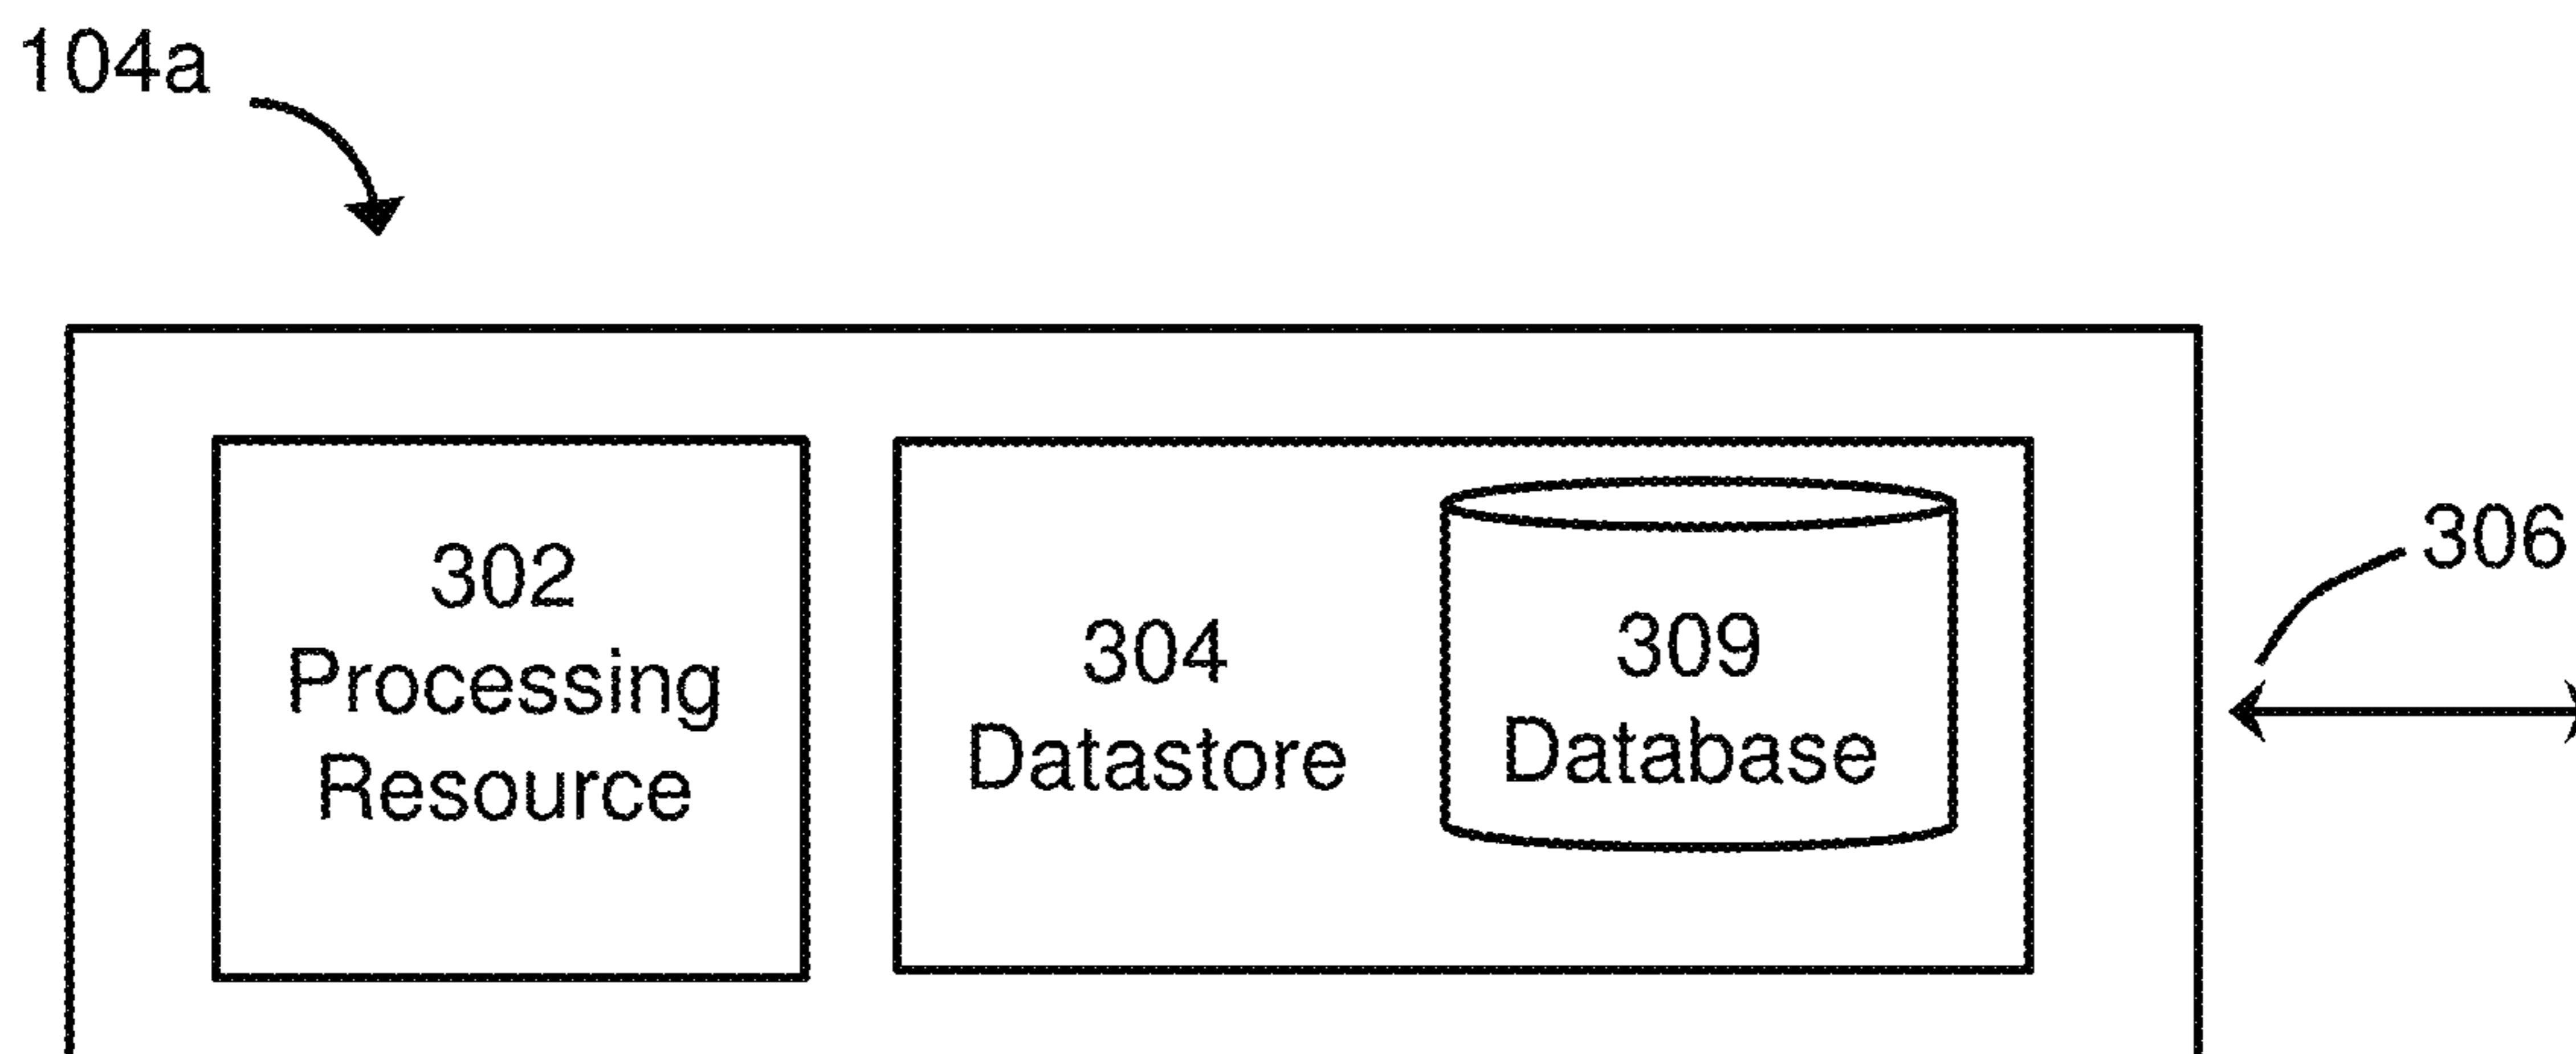 104a
302
Processing
Resource
304
Datastore
309
Database
306